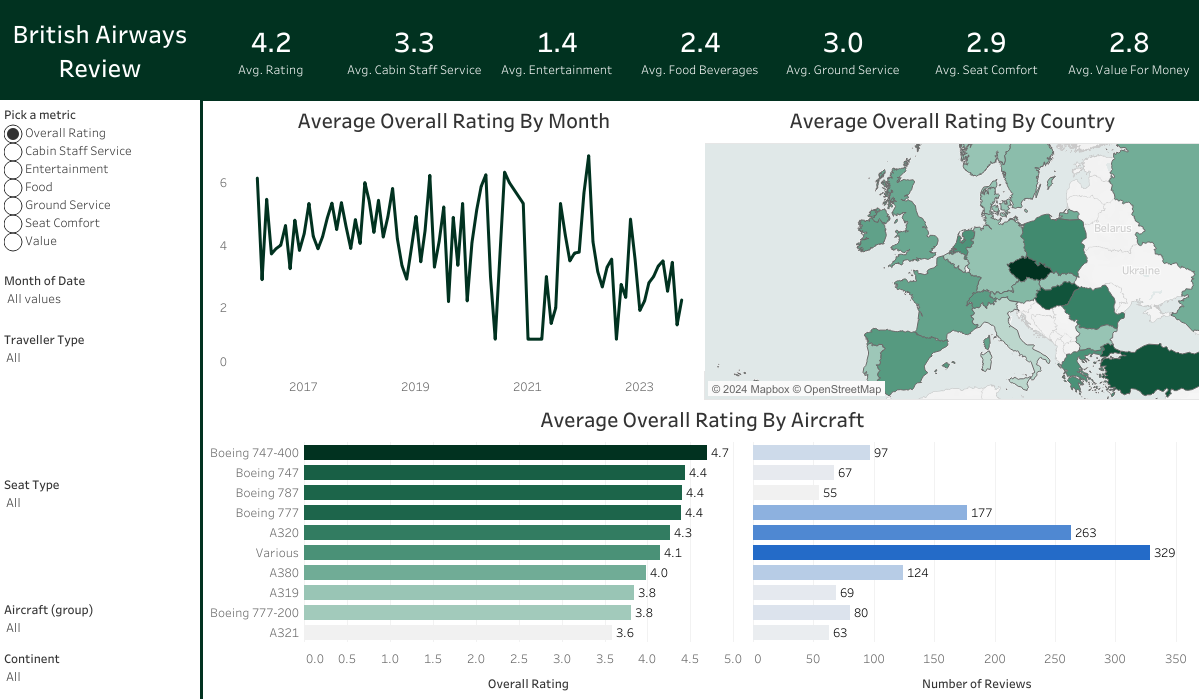 British Airways
Review
4.2
Avg. Rating
3.3
Avg. Cabin Staff Service
1.4
Avg. Entertainment
2.4
Avg. Food Beverages
3.0
Avg. Ground Service
2.9
Avg. Seat Comfort
2.8
Avg. Value For Money
Pick a metric
Overall Rating
Cabin Staff Service
Entertainment
Food
Ground Service
Seat Comfort
Value
Month of Date
All values
Traveller Type
All
Seat Type
All
Aircraft (group)
All
Continent
All
Average Overall Rating By Month
6
4
2
0
2017 2019 2021 2023
Average Overall Rating By Country
Belarus
Ukraine
© 2024 Mapbox © OpenStreetMap
Average Overall Rating By Aircraft
Boeing 747-400 4.7 97
Boeing 747 4.4 67
Boeing 787 4.4 55
Boeing 777 4.4 177
A320 4.3 263
Various 4.1 329
A380 4.0 124
A319 3.8 69
Boeing 777-200 3.8 80
A321 3.6 63
0.0 0.5 1.0 1.5 2.0 2.5 3.0 3.5 4.0 4.5 5.0
Overall Rating
0 50 100 150 200 250 300 350
Number of Reviews